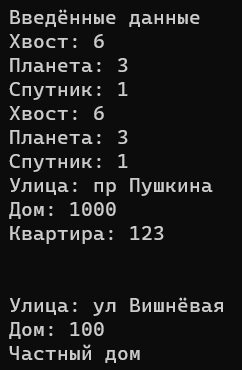 Введённые данные
Хвост: 6
Планета: 3
Спутник: 1
Хвост: 6
Планета: 3
Спутник: 1
Улица: пр Пушкина
Дом: 1000
Квартира: 123
Улица: ул Вишнёвая
Дом: 100
Частный дом